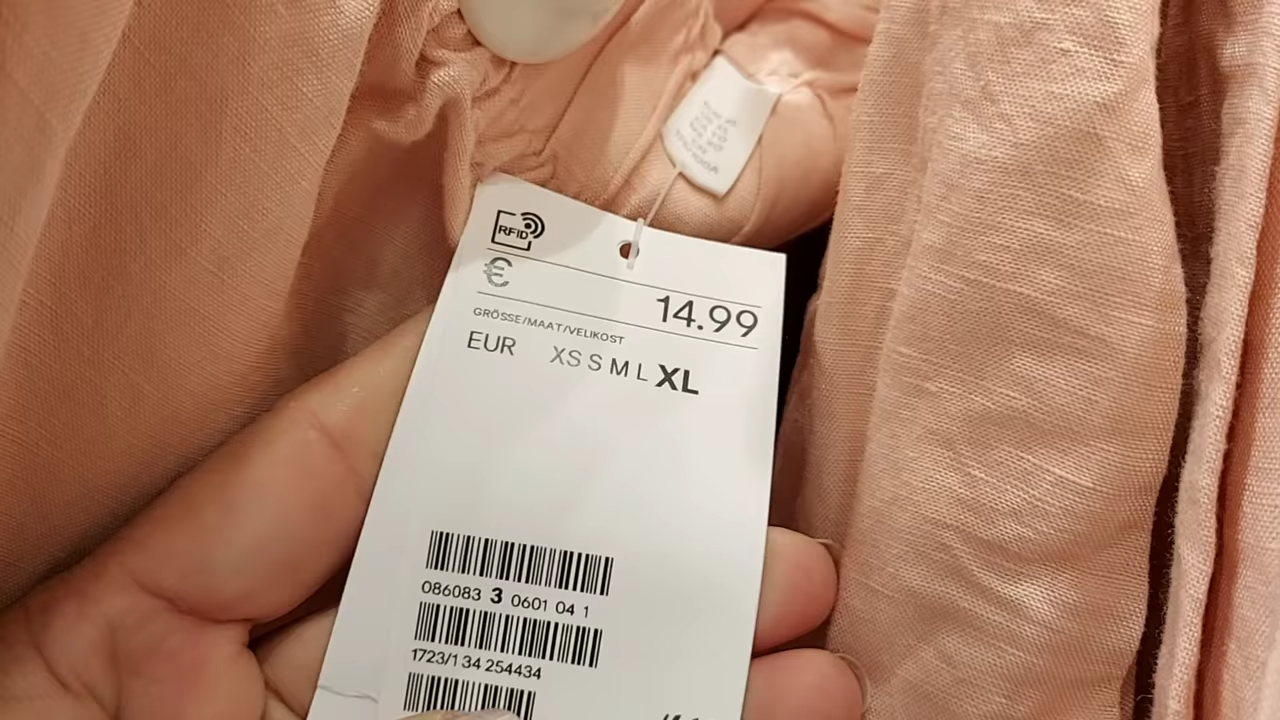 RFID
€
14.99
GRÖSSE/MAAT/VELIKOST
EUR XS S M L XL
086083 3 0601 04 1
1723/1 34 254434